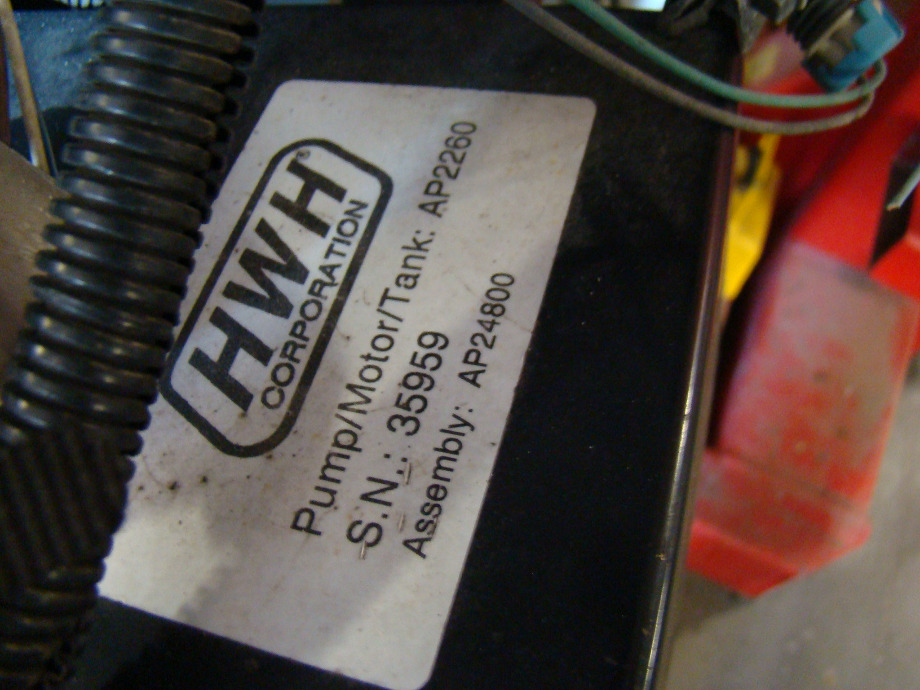 HWH®
CORPORATION
Pump/Motor/Tank: AP2260
S.N.: 35959
Assembly: AP24800